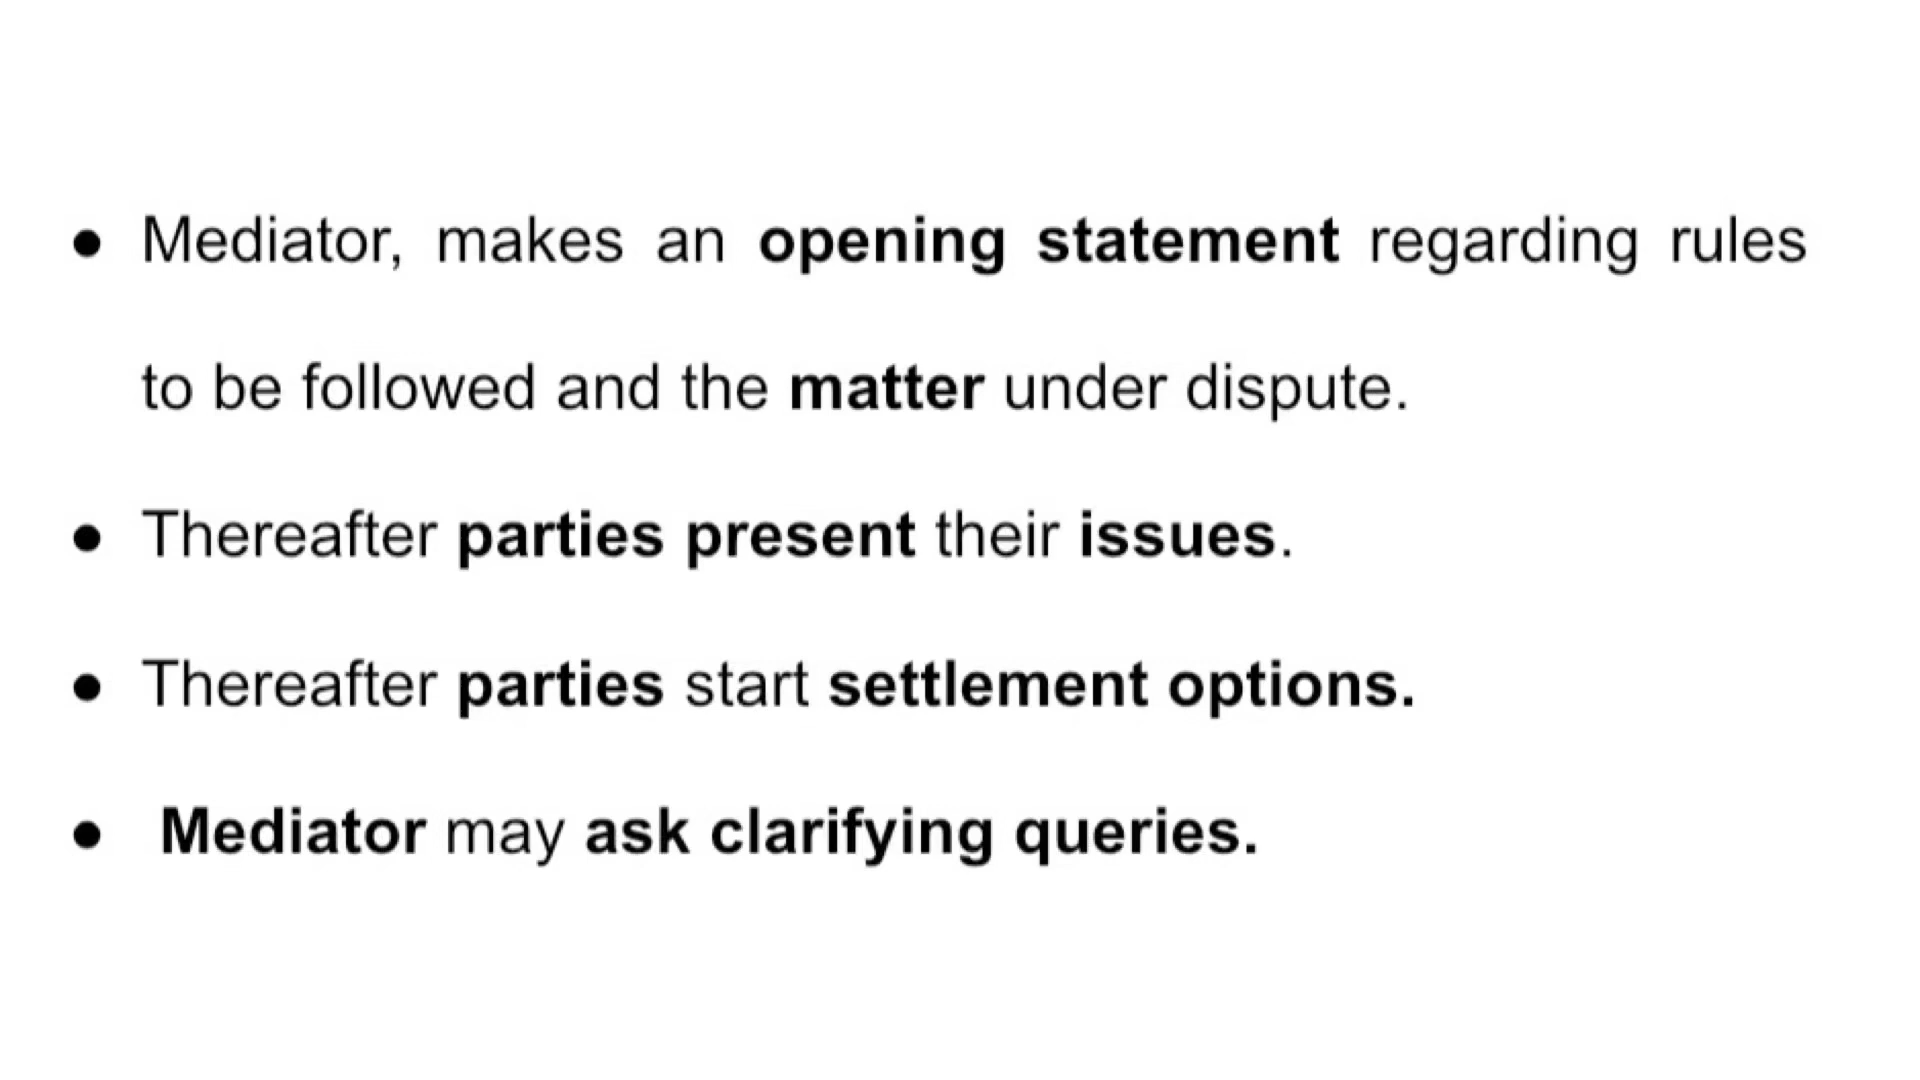 ● Mediator, makes an opening statement regarding rules
to be followed and the matter under dispute.
● Thereafter parties present their issues.
● Thereafter parties start settlement options.
● Mediator may ask clarifying queries.